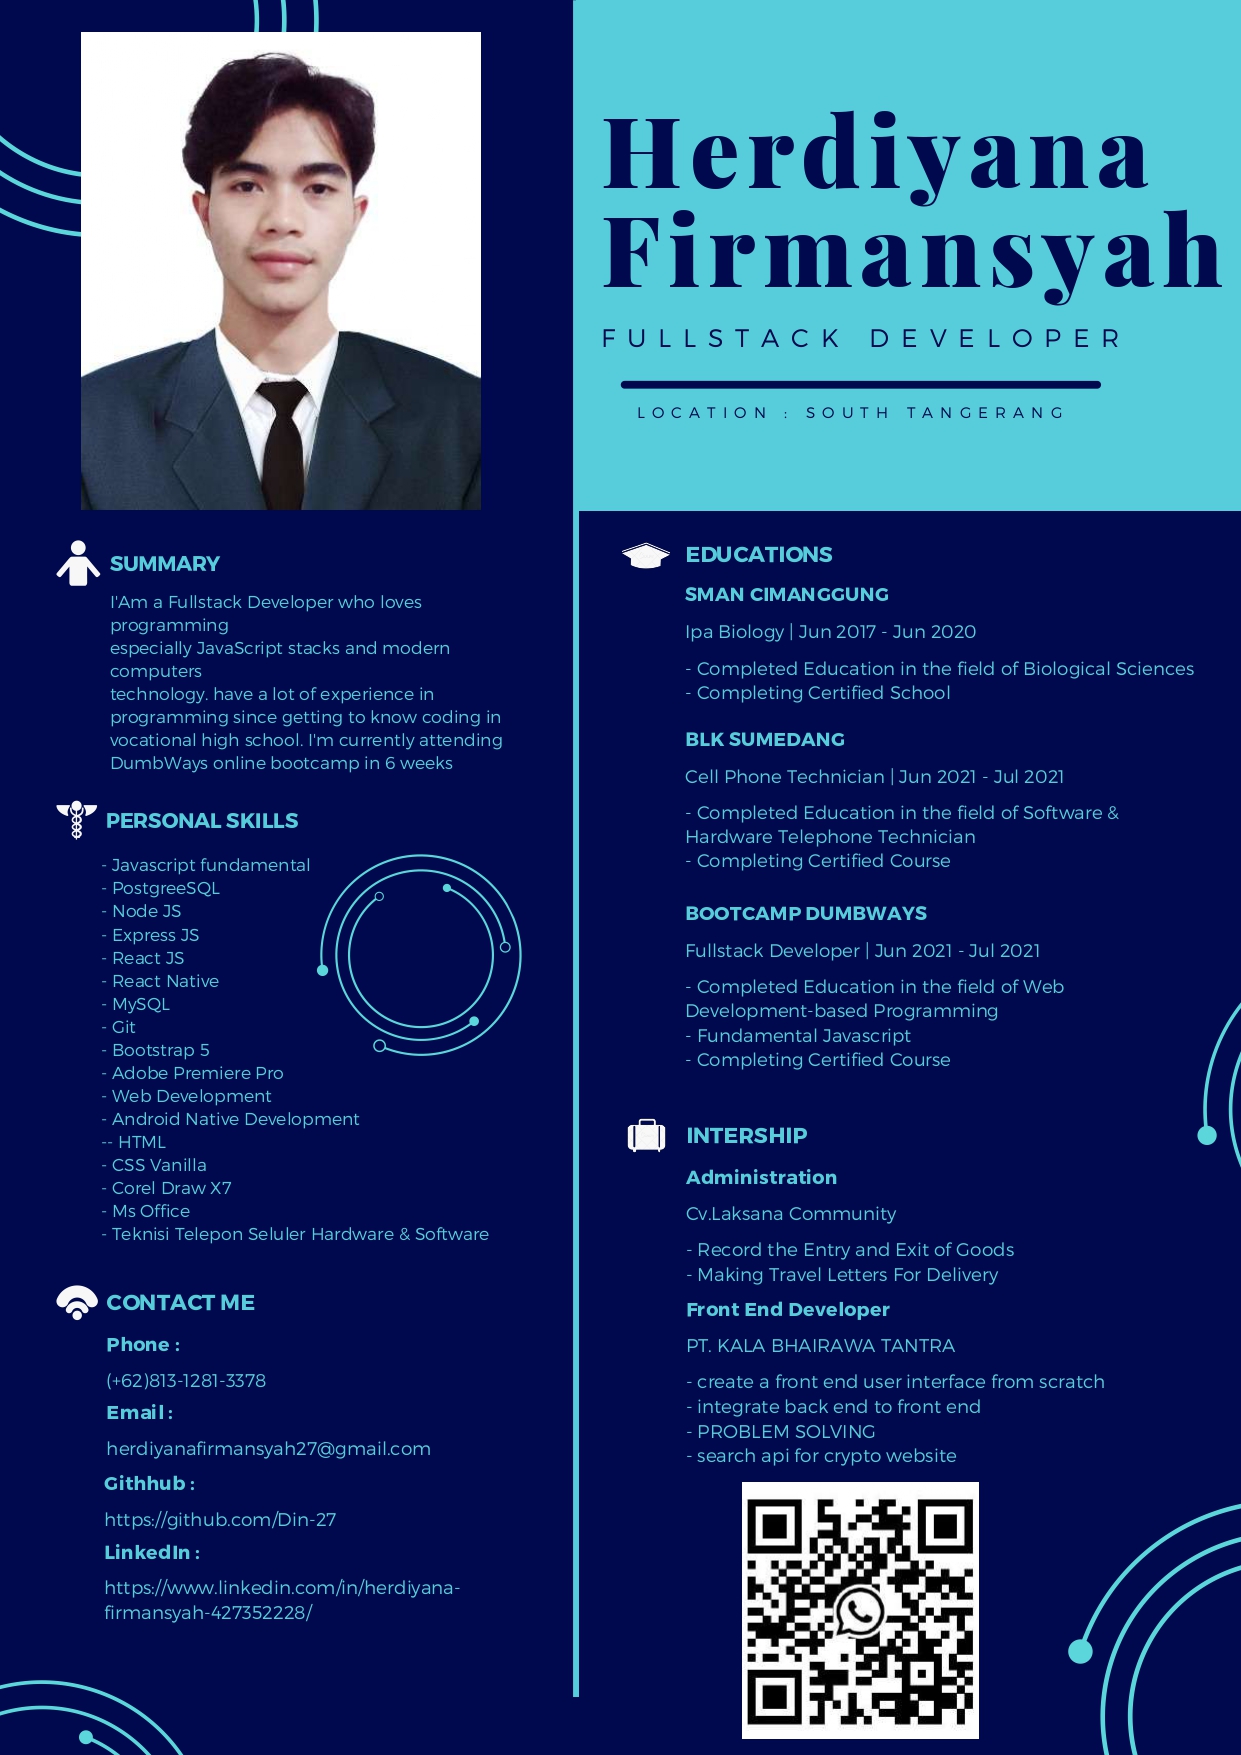 Herdiyana
Firmansyah
FULLSTACK DEVELOPER
LOCATION : SOUTH TANGERANG
SUMMARY
I'Am a Fullstack Developer who loves
programming
especially JavaScript stacks and modern
computers
technology. have a lot of experience in
programming since getting to know coding in
vocational high school. I'm currently attending
DumbWays online bootcamp in 6 weeks
PERSONAL SKILLS
- Javascript fundamental
- PostgreeSQL
- Node JS
- Express JS
- React JS
- React Native
- MySQL
- Git
- Bootstrap 5
- Adobe Premiere Pro
- Web Development
- Android Native Development
-- HTML
- CSS Vanilla
- Corel Draw X7
- Ms Office
- Teknisi Telepon Seluler Hardware & Software
CONTACT ME
Phone :
(+62)813-1281-3378
Email :
herdiyanafirmansyah27@gmail.com
Githhub :
https://github.com/Din-27
LinkedIn :
https://www.linkedin.com/in/herdiyana-
firmansyah-427352228/
EDUCATIONS
SMAN CIMANGGUNG
Ipa Biology | Jun 2017 - Jun 2020
- Completed Education in the field of Biological Sciences
- Completing Certified School
BLK SUMEDANG
Cell Phone Technician | Jun 2021 - Jul 2021
- Completed Education in the field of Software &
Hardware Telephone Technician
- Completing Certified Course
BOOTCAMP DUMBWAYS
Fullstack Developer | Jun 2021 - Jul 2021
- Completed Education in the field of Web
Development-based Programming
- Fundamental Javascript
- Completing Certified Course
INTERSHIP
Administration
Cv.Laksana Community
- Record the Entry and Exit of Goods
- Making Travel Letters For Delivery
Front End Developer
PT. KALA BHAIRAWA TANTRA
- create a front end user interface from scratch
- integrate back end to front end
- PROBLEM SOLVING
- search api for crypto website